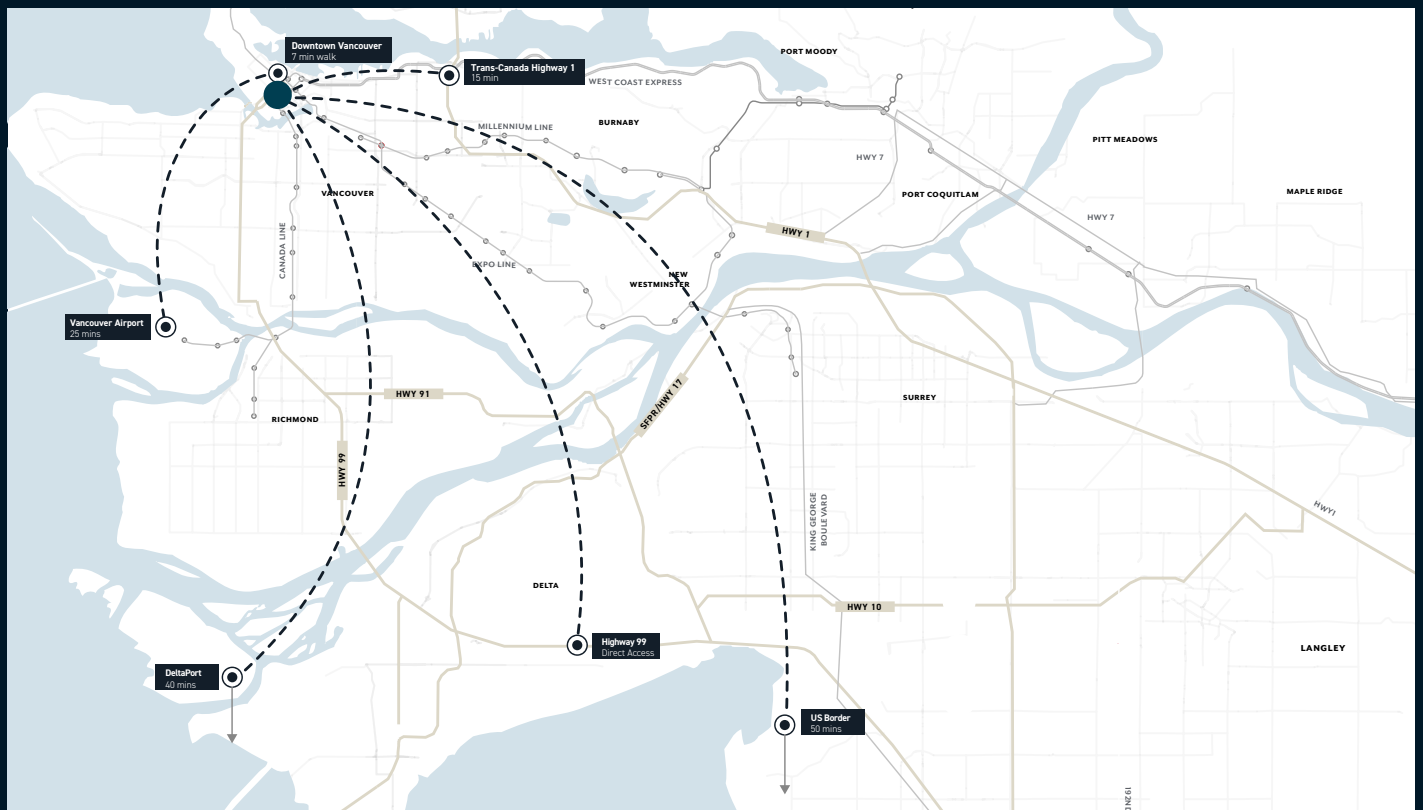 Downtown Vancouver
7 min walk
PORT MOODY
Trans-Canada Highway 1
15 min
WEST COAST EXPRESS
MILLENNIUM LINE
BURNABY
PITT MEADOWS
HWY 7
VANCOUVER
PORT COQUITLAM
MAPLE RIDGE
HWY 7
HWY 1
CANADA LINE
EXPO LINE
NEW
WESTMINSTER
Vancouver Airport
25 mins
HWY 91
SFPR/HWY 17
SURREY
RICHMOND
HWY 99
KING GEORGE
BOULEVARD
HWY1
DELTA
HWY 10
Highway 99
Direct Access
LANGLEY
DeltaPort
40 mins
US Border
50 mins